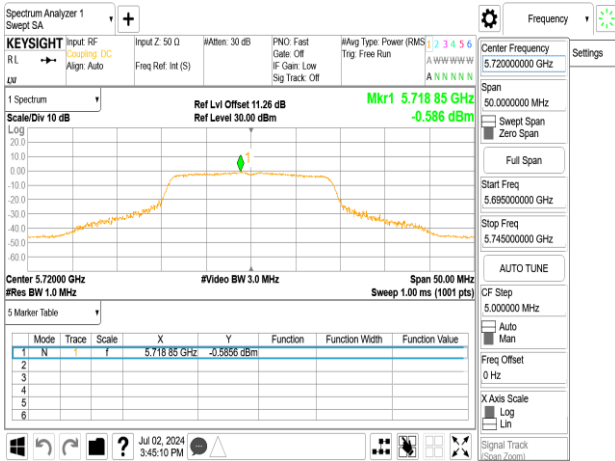 Spectrum Analyzer 1
Swept SA
+
Frequency
KEYSIGHT
Input: RF
Input Z: 50 Ω
#Atten: 30 dB
PNO: Fast
#Avg Type: Power (RMS
1 2 3 4 5 6
RL
Coupling: DC
Gate: Off
Trig: Free Run
A W W W W W
Align: Auto
Freq Ref: Int (S)
IF Gain: Low
Sig Track: Off
A N N N N N
LXI
1 Spectrum
Ref Lvl Offset 11.26 dB
Mkr1 5.718 85 GHz
Scale/Div 10 dB
Ref Level 30.00 dBm
-0.586 dBm
Log
20.0
10.0
0.00
-10.0
-20.0
-30.0
-40.0
-50.0
-60.0
1
Center 5.72000 GHz
#Video BW 3.0 MHz
Span 50.00 MHz
#Res BW 1.0 MHz
Sweep 1.00 ms (1001 pts)
5 Marker Table
Mode Trace Scale X Y Function Function Width Function Value
1 N 1 f 5.718 85 GHz -0.5856 dBm
2
3
4
5
6
?
Jul 02, 2024
3:45:10 PM
Center Frequency
5.720000000 GHz
Settings
Span
50.0000000 MHz
Swept Span
Zero Span
Full Span
Start Freq
5.695000000 GHz
Stop Freq
5.745000000 GHz
AUTO TUNE
CF Step
5.000000 MHz
Auto
Man
Freq Offset
0 Hz
X Axis Scale
Log
Lin
Signal Track
(Span Zoom)